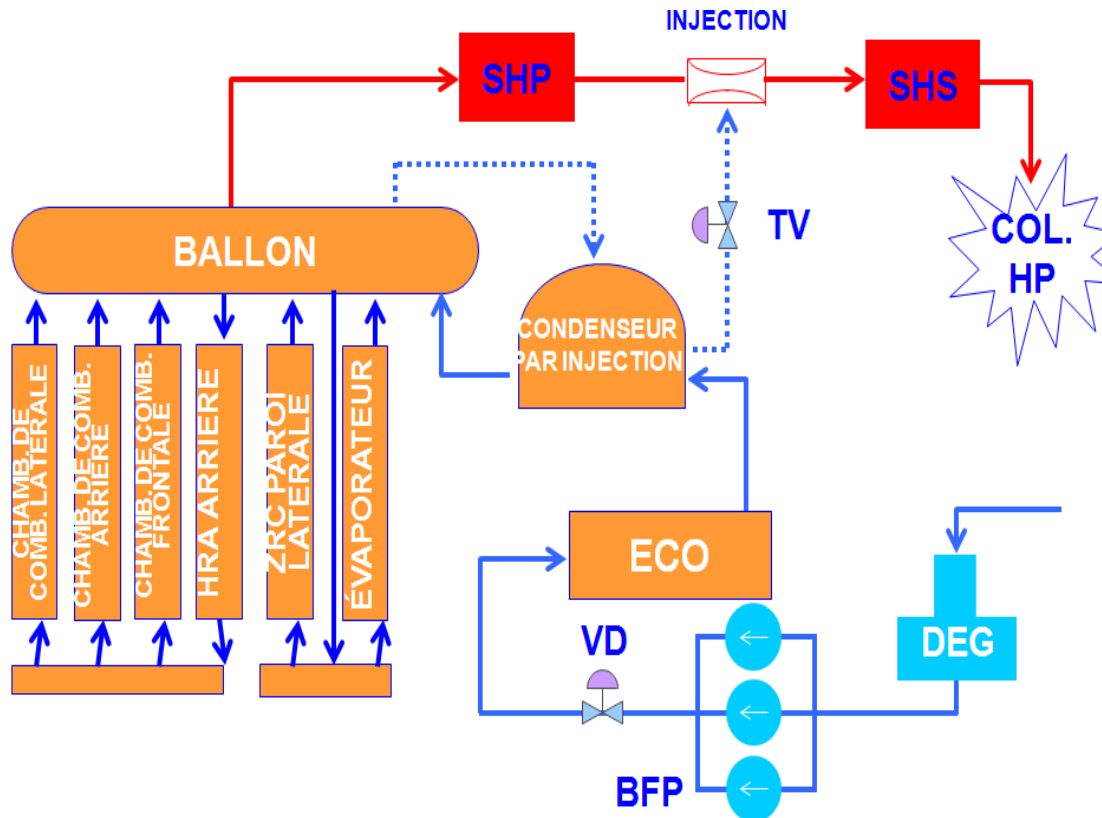 INJECTION
SHP
SHS
TV
COL.
HP
BALLON
CONDENSEUR
PAR INJECTION
CHAMB. DE
COMB. LATERALE
CHAMB. DE COMB.
ARRIERE
CHAMB. DE COMB.
FRONTALE
HRA ARRIERE
ZRC PAROI
LATERALE
ÉVAPORATEUR
ECO
DEG
VD
BFP